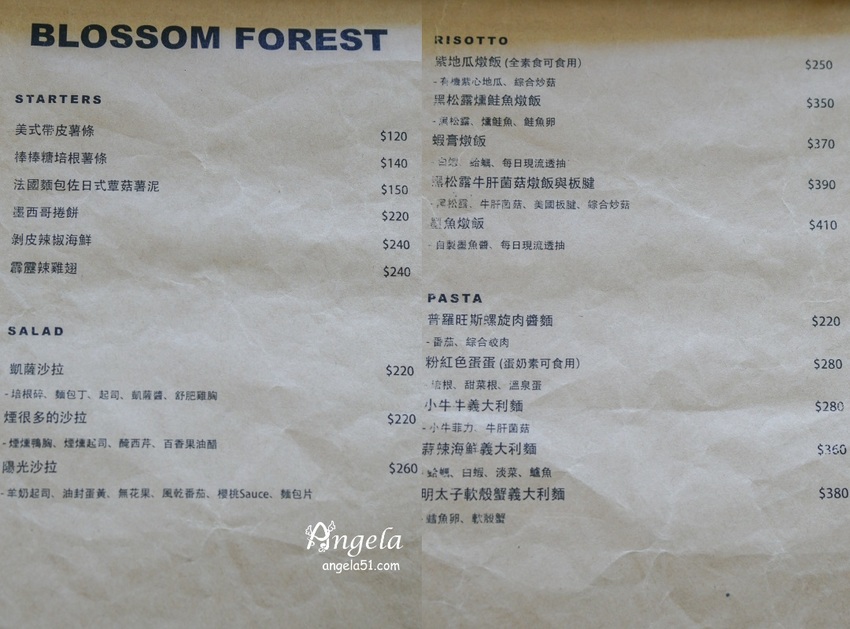 BLOSSOM FOREST
STARTERS
美式帶皮薯條 $120
棒棒糖培根薯條 $140
法國麵包佐日式蕈菇薯泥 $150
墨西哥捲餅 $220
剝皮辣椒海鮮 $240
霹靂辣雞翅 $240
SALAD
凱薩沙拉 $220
-培根碎、麵包丁、起司、凱薩醬、舒肥雞胸
煙很多的沙拉 $220
-煙燻鴨胸、煙燻起司、醃西芹、百香果油醋
陽光沙拉 $260
-羊奶起司、油封蛋黃、無花果、風乾番茄、櫻桃Sauce、麵包片
RISOTTO
紫地瓜燉飯 (全素食可食用) $250
-有機紫心地瓜、綜合炒菇
黑松露燻鮭魚燉飯 $350
-黑松露、燻鮭魚、鮭魚卵
蝦膏燉飯 $370
-白蝦、蛤蠣、每日現流透抽
黑松露牛肝菌菇燉飯與板腱 $390
-黑松露、牛肝菌菇、美國板腱、綜合炒菇
墨魚燉飯 $410
-自製墨魚醬、每日現流透抽
PASTA
普羅旺斯螺旋肉醬麵 $220
-番茄、綜合絞肉
粉紅色蛋蛋 (蛋奶素可食用) $280
-培根、甜菜根、溫泉蛋
小牛牛義大利麵 $280
-小牛菲力、牛肝菌菇
蒜辣海鮮義大利麵 $360
-蛤蠣、白蝦、淡菜、鱸魚
明太子軟殼蟹義大利麵 $380
-鱈魚卵、軟殼蟹
Angela
angela51.com